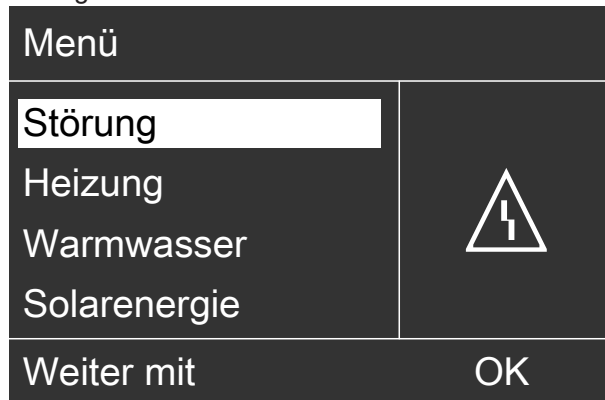 Menü
Störung
Heizung
Warmwasser
Solarenergie
Weiter mit OK